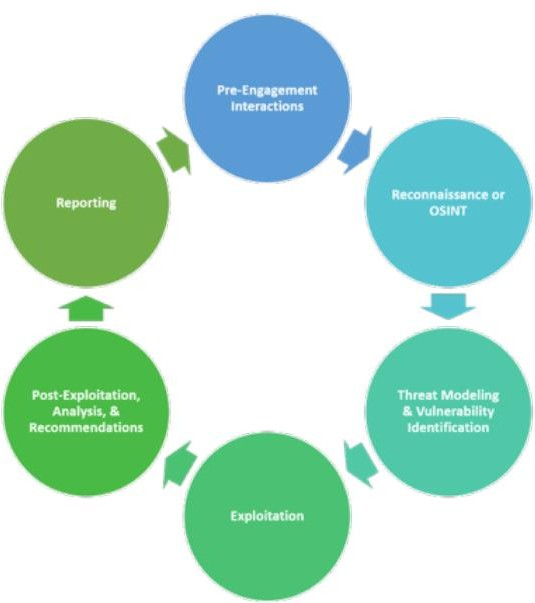 Pre-Engagement
Interactions
Reconnaissance or
OSINT
Threat Modeling
& Vulnerability
Identification
Exploitation
Post-Exploitation,
Analysis, &
Recommendations
Reporting